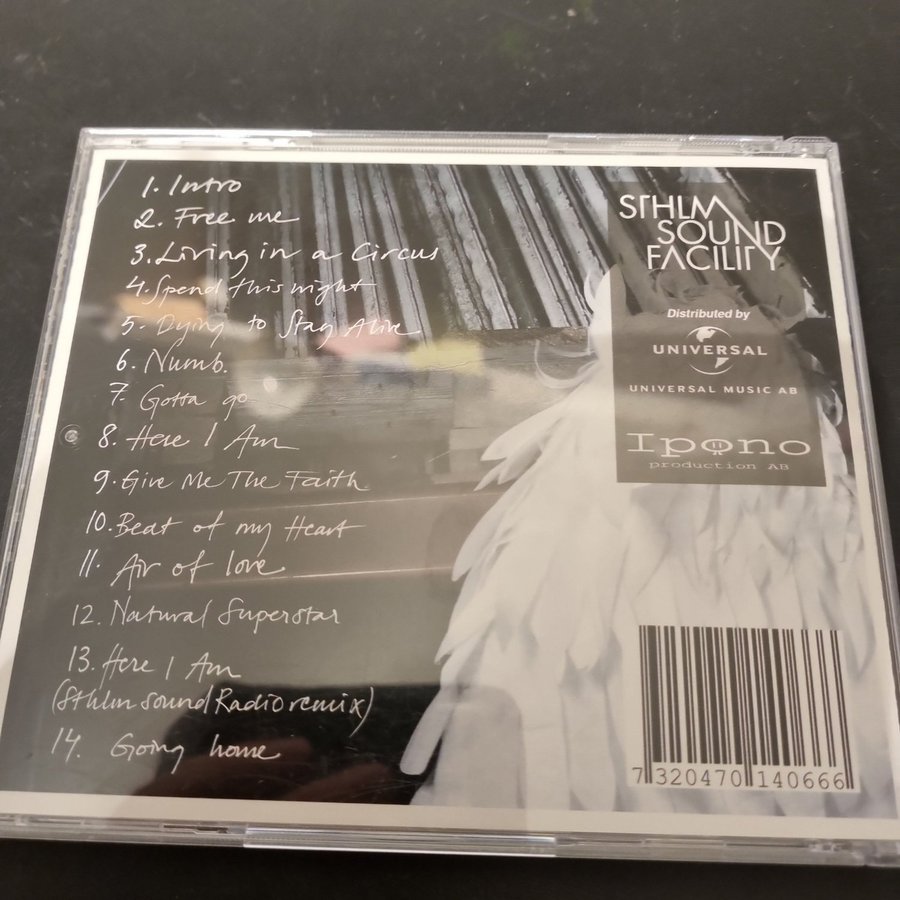 1. Intro
2. Free me
3. Living in a Circus
4. Spend this night
5. Dying to Stay Alive
6. Numb.
7. Gotta go
8. Here I Am
9. Give Me The Faith
10. Beat of my Heart
11. Air of love
12. Natural Superstar
13. Here I Am
(Sthlm sound Radio remix)
14. Going home
STHLM
SOUND
FACILITY
Distributed by
UNIVERSAL
UNIVERSAL MUSIC AB
Ipono
production AB
7 320470 140666